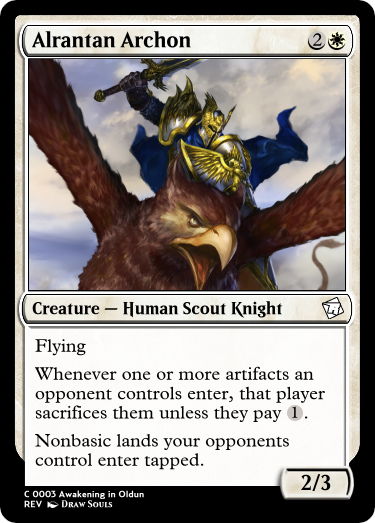 Alrantan Archon 2
Creature — Human Scout Knight
Flying
Whenever one or more artifacts an
opponent controls enter, that player
sacrifices them unless they pay 1.
Nonbasic lands your opponents
control enter tapped.
2/3
C 0003 Awakening in Oldun
REV Draw Souls